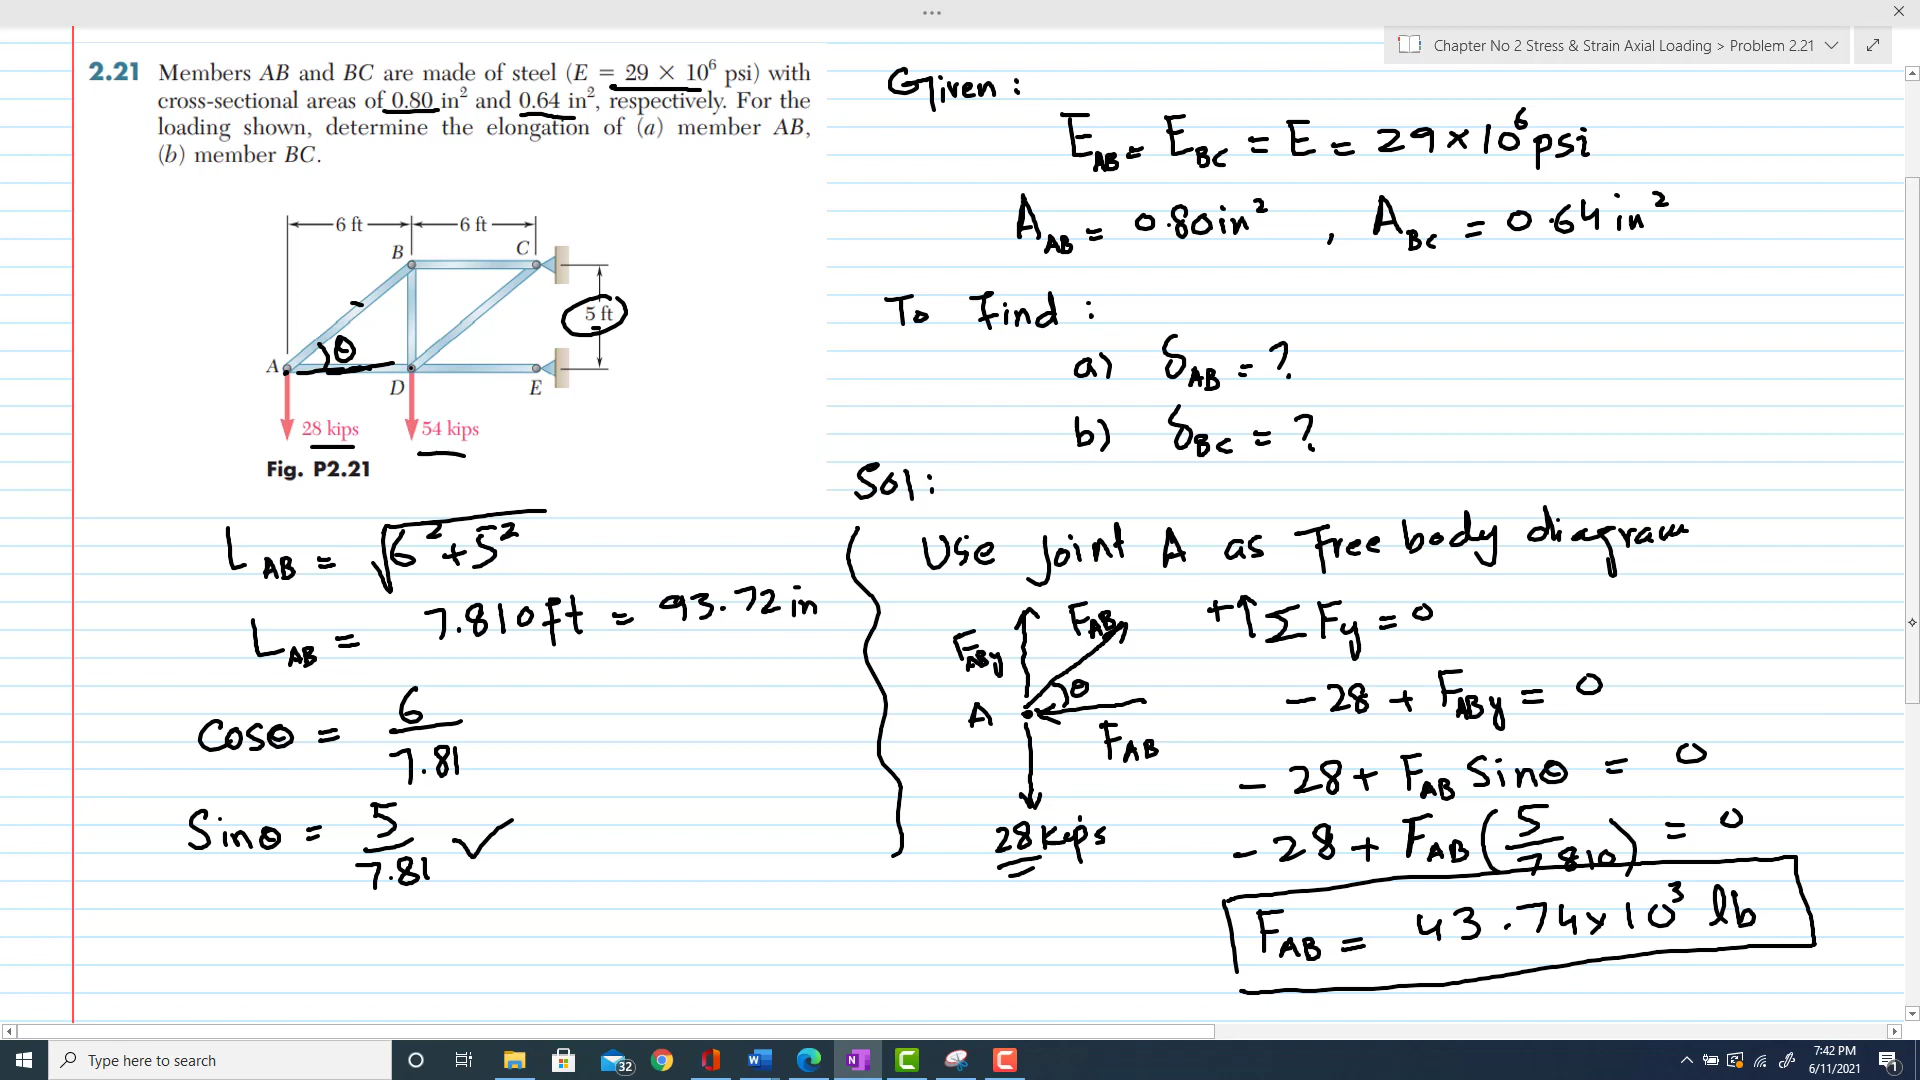 Chapter No 2 Stress & Strain Axial Loading > Problem 2.21
2.21 Members AB and BC are made of steel (E = 29 × 10⁶ psi) with
cross-sectional areas of 0.80 in² and 0.64 in², respectively. For the
loading shown, determine the elongation of (a) member AB,
(b) member BC.
6 ft
6 ft
B
C
5 ft
θ
A
D
E
28 kips
54 kips
Fig. P2.21
L_AB = √(6² + 5²)
L_AB = 7.810 ft = 93.72 in
Cosθ = 6/7.81
Sinθ = 5/7.81 ✓
Given :
E_AB = E_BC = E = 29 × 10⁶ psi
A_AB = 0.80 in² , A_BC = 0.64 in²
To Find :
a) δ_AB = ?
b) δ_BC = ?
Sol :
Use joint A as Free body diagram
F_ABy
F_AB
θ
A
F_AB
28 Kips
+↑ Σ Fy = 0
- 28 + F_ABy = 0
- 28 + F_AB Sinθ = 0
- 28 + F_AB (5/7.810) = 0
F_AB = 43.74 × 10³ lb
Type here to search
32
7:42 PM
6/11/2021
1